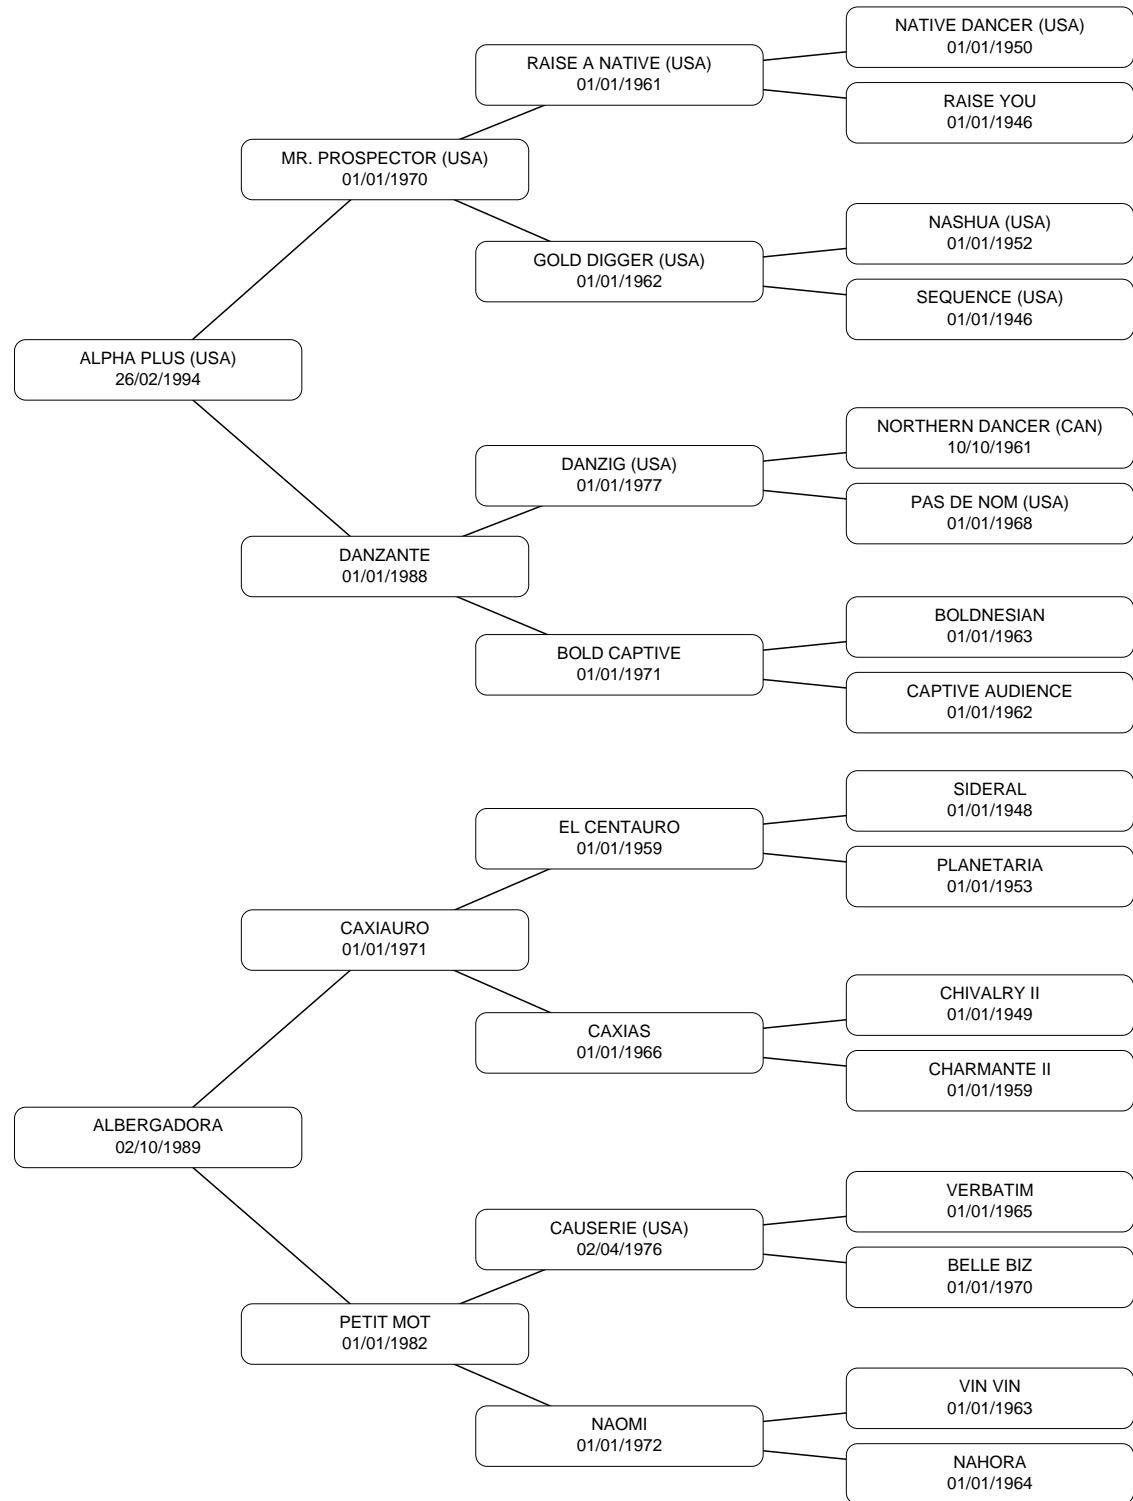 NATIVE DANCER (USA)
01/01/1950
RAISE A NATIVE (USA)
01/01/1961
RAISE YOU
01/01/1946
MR. PROSPECTOR (USA)
01/01/1970
NASHUA (USA)
01/01/1952
GOLD DIGGER (USA)
01/01/1962
SEQUENCE (USA)
01/01/1946
ALPHA PLUS (USA)
26/02/1994
NORTHERN DANCER (CAN)
10/10/1961
DANZIG (USA)
01/01/1977
PAS DE NOM (USA)
01/01/1968
DANZANTE
01/01/1988
BOLDNESIAN
01/01/1963
BOLD CAPTIVE
01/01/1971
CAPTIVE AUDIENCE
01/01/1962
SIDERAL
01/01/1948
EL CENTAURO
01/01/1959
PLANETARIA
01/01/1953
CAXIAURO
01/01/1971
CHIVALRY II
01/01/1949
CAXIAS
01/01/1966
CHARMANTE II
01/01/1959
ALBERGADORA
02/10/1989
VERBATIM
01/01/1965
CAUSERIE (USA)
02/04/1976
BELLE BIZ
01/01/1970
PETIT MOT
01/01/1982
VIN VIN
01/01/1963
NAOMI
01/01/1972
NAHORA
01/01/1964